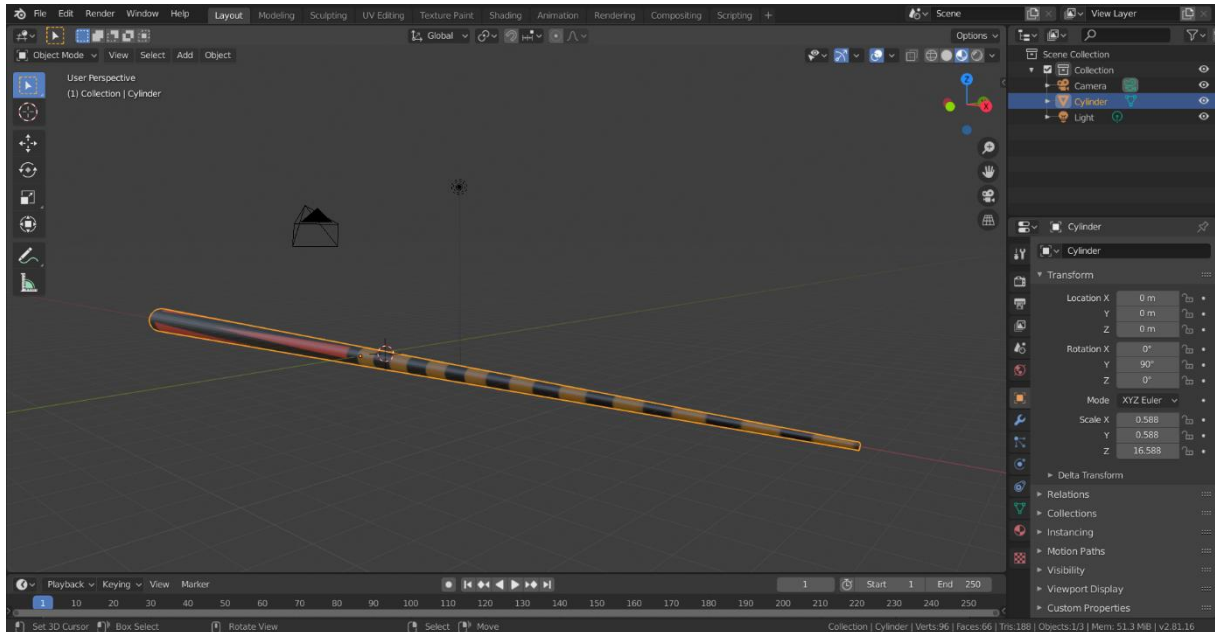 File Edit Render Window Help Layout Modeling Sculpting UV Editing Texture Paint Shading Animation Rendering Compositing Scripting + Scene View Layer
Global Options
Object Mode View Select Add Object
User Perspective
(1) Collection | Cylinder
Z
X
Scene Collection
Collection
Camera
Cylinder
Light
Cylinder
Cylinder
Transform
Location X 0 m
Y 0 m
Z 0 m
Rotation X 0°
Y 90°
Z 0°
Mode XYZ Euler
Scale X 0.588
Y 0.588
Z 16.588
Delta Transform
Relations
Collections
Instancing
Motion Paths
Visibility
Viewport Display
Custom Properties
Playback Keying View Marker 1 Start 1 End 250
1 10 20 30 40 50 60 70 80 90 100 110 120 130 140 150 160 170 180 190 200 210 220 230 240 250
Set 3D Cursor Box Select Rotate View Select Move Collection | Cylinder | Verts:96 | Faces:66 | Tris:188 | Objects:1/3 | Mem: 51.3 MiB | v2.81.16